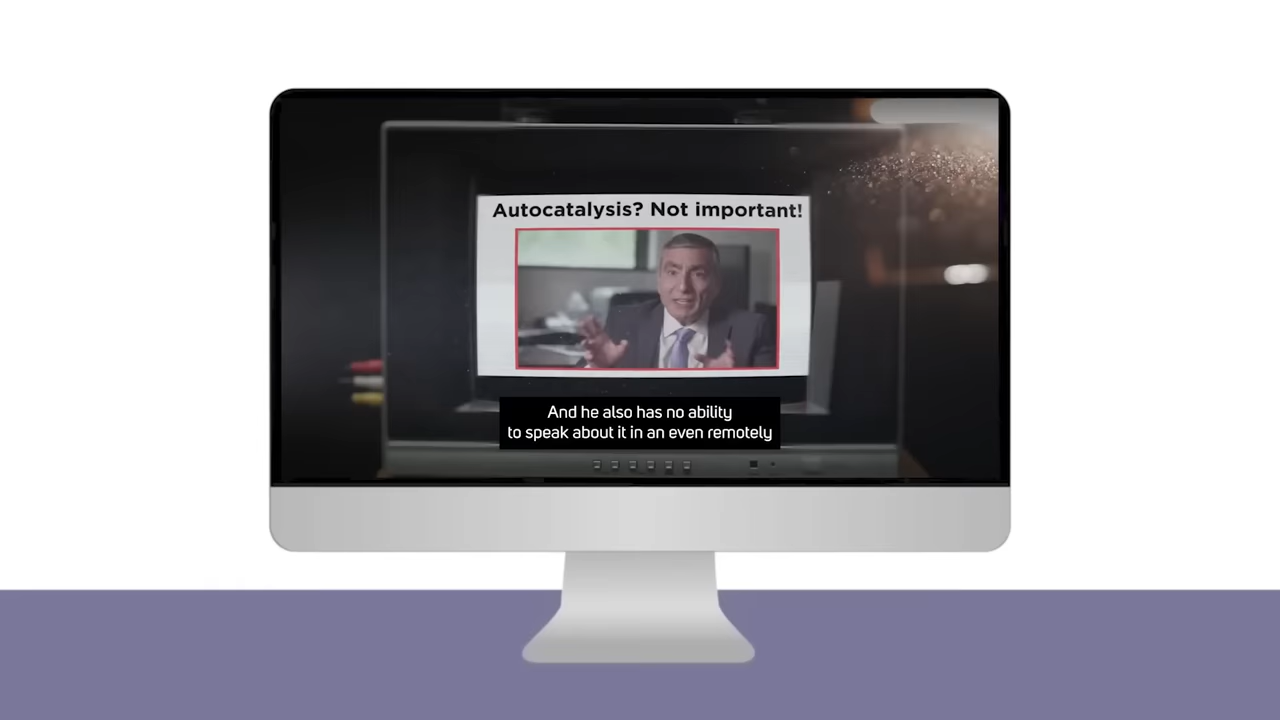 Autocatalysis? Not important!
And he also has no ability
to speak about it in an even remotely